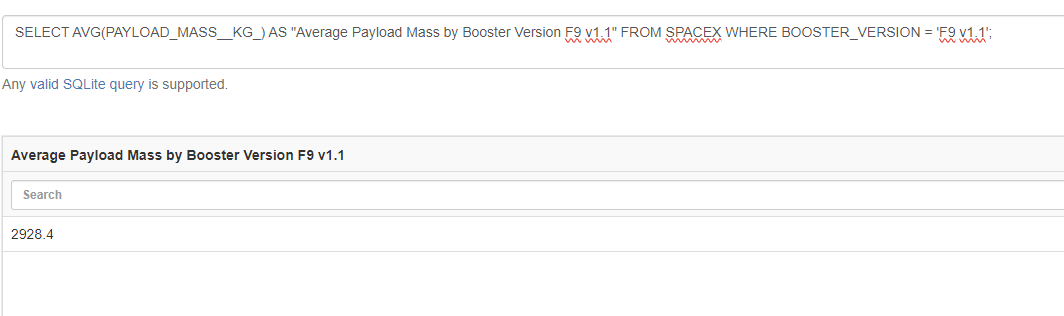 SELECT AVG(PAYLOAD_MASS__KG_) AS "Average Payload Mass by Booster Version F9 v1.1" FROM SPACEX WHERE BOOSTER_VERSION = 'F9 v1.1';
Any valid SQLite query is supported.
Average Payload Mass by Booster Version F9 v1.1
Search
2928.4